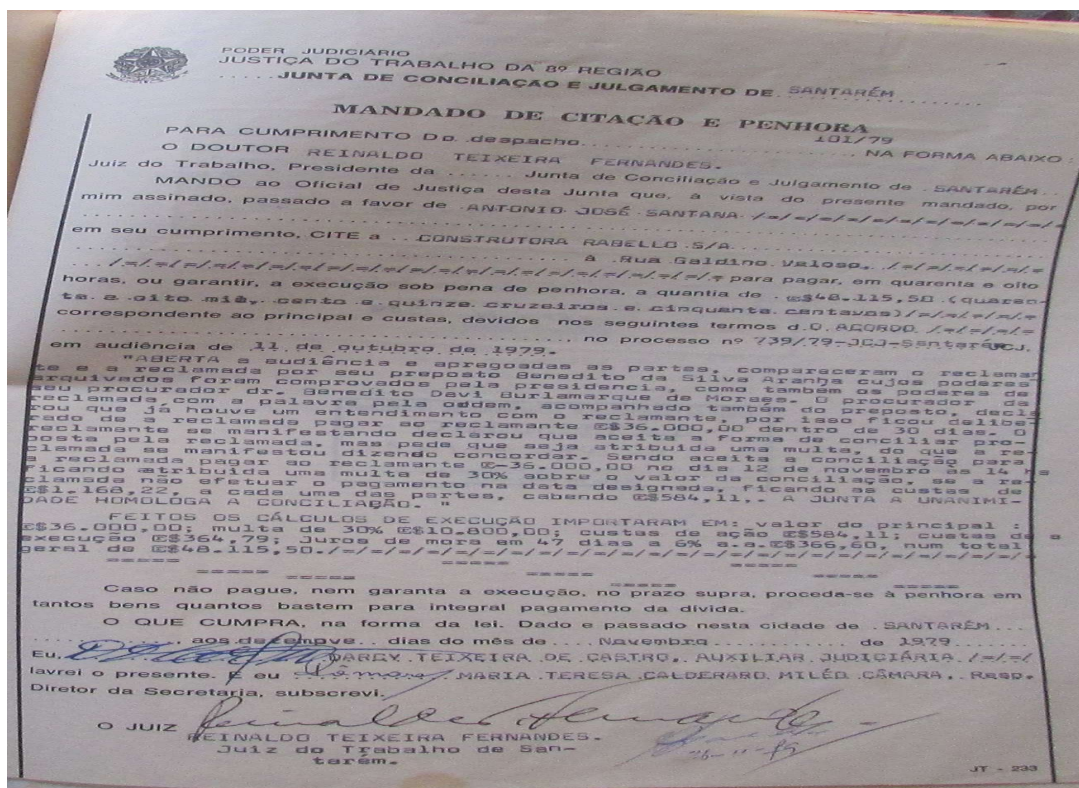 PODER JUDICIÁRIO
JUSTIÇA DO TRABALHO DA 8ª REGIÃO
..... JUNTA DE CONCILIAÇÃO E JULGAMENTO DE SANTARÉM
MANDADO DE CITAÇÃO E PENHORA
PARA CUMPRIMENTO Do despacho 101/79
O DOUTOR REINALDO TEIXEIRA FERNANDES. NA FORMA ABAIXO:
Juiz do Trabalho, Presidente da ...... Junta de Conciliação e Julgamento de SANTARÉM
MANDO ao Oficial de Justiça desta Junta que, à vista do presente mandado, por
mim assinado, passado a favor de ANTONIO JOSÉ SANTANA /=/=/=/=/=/=/=/=/=/=
em seu cumprimento, CITE a CONSTRUTORA RABELLO S/A
à Rua Galdino Veloso, /=/=/=/=/=
/=/=/=/=/=/=/=/=/=/=/=/=/=/=/=/=/=/= para pagar, em quarenta e oito
horas, ou garantir, a execução sob pena de penhora, a quantia de C$48.115,50 (quaren-
ta e oito mil, cento e quinze cruzeiros e cinquenta centavos)/=/=/=/=/=/=/=
correspondente ao principal e custas, devidos nos seguintes termos d.O ACORDO /=/=/=/=
no processo nº 739/79-JCJ-Santarém JCJ.
em audiência de 11 de outubro de 1979.
"ABERTA a audiência e apregoadas as partes, compareceram o reclaman
te e a reclamada por seu preposto Benedito da Silva Aranha cujos poderes
arquivados foram comprovados pela presidencia, como também os poderes de
seu procurador dr. Benedito Davi Burlamarque de Moraes. O procurador da
reclamada com a palavra pela ordem, acompanhado também do preposto, decla
rou que já houve um entendimento com o reclamante, por isso ficou delibe-
rado de a reclamada pagar ao reclamante C$36.000,00 dentro de 30 dias. O
reclamante se manifestando declarou que aceita a forma de conciliar pro-
posta pela reclamada, mas pede que seja atribuida uma multa, do que a re-
clamada se manifestou dizendo concordar. Sendo aceita a conciliação para
a reclamada pagar ao reclamante C-36.000,00 no dia 12 de novembro às 14 hs
ficando atribuida uma multa de 30% sobre o valor da conciliação, se a re-
clamada não efetuar o pagamento na data designada, ficando as custas de
C$1.168,22, a cada uma das partes, cabendo C$584,11. A JUNTA A UNANIMI-
DADE HOMOLOGA A CONCILIAÇÃO. "
FEITOS OS CÁLCULOS DE EXECUÇÃO IMPORTARAM EM: valor do principal :
C$36.000,00; multa de 30% C$10.800,00; custas de ação C$584,11; custas de a
execução C$364,79; Juros de mora em 47 dias a 6% a.a.C$366,60, num total
geral de C$48.115,50./=/=/=/=/=/=/=/=/=/=/=/=/=/=/=/=/=/=/=/=/=/=/=
===== ===== ===== ===== ===== ===== ===== =====
Caso não pague, nem garanta a execução, no prazo supra, proceda-se à penhora em
tantos bens quantos bastem para integral pagamento da dívida.
O QUE CUMPRA, na forma da lei. Dado e passado nesta cidade de SANTARÉM
aos dezenove dias do mês de Novembro de 1979
Eu, DARCY TEIXEIRA DE CASTRO, AUXILIAR JUDICIÁRIA /=/=/
lavrei o presente. E eu MARIA TERESA CALDERARO MILÉO CÂMARA, Resp.
Diretor da Secretaria, subscrevi.
O JUIZ Reinaldo Fernandes
REINALDO TEIXEIRA FERNANDES.
Juiz do Trabalho de San-
tarém.
JT - 233